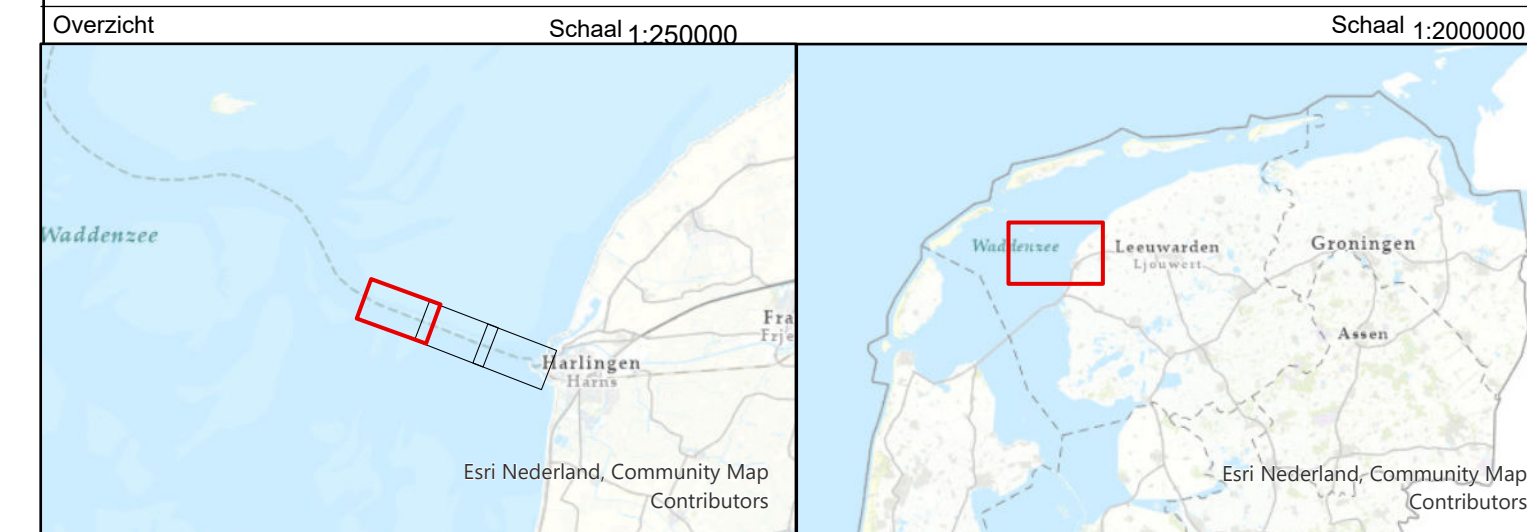 Overzicht Schaal 1:250000 Schaal 1:2000000
Waddenzee
Harlingen
Harns
Fra
Frje
Esri Nederland, Community Map
Contributors
Waddenzee
Leeuwarden
Ljouwert
Groningen
Assen
Esri Nederland, Community Map
Contributors